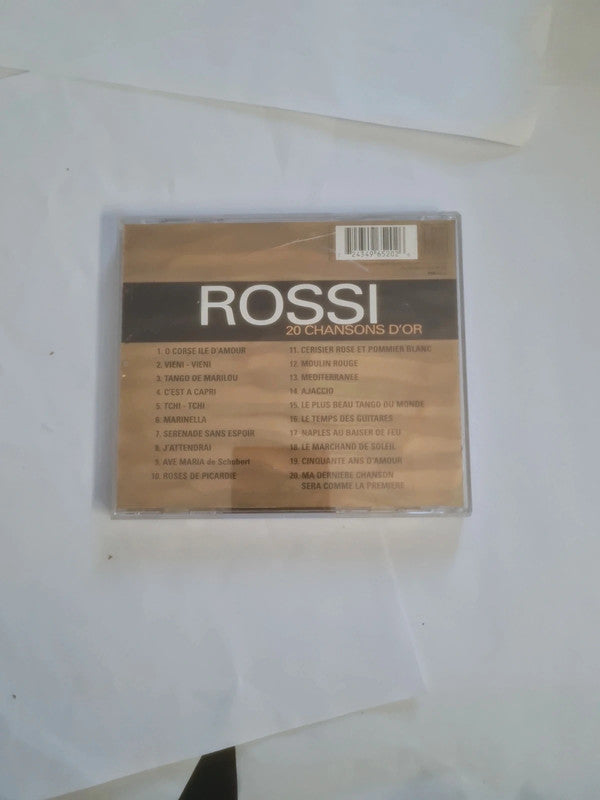 7 24349 65202 6
ROSSI
20 CHANSONS D'OR
1. O CORSE ILE D'AMOUR
2. VIENI - VIENI
3. TANGO DE MARILOU
4. C'EST A CAPRI
5. TCHI - TCHI
6. MARINELLA
7. SERENADE SANS ESPOIR
8. J'ATTENDRAI
9. AVE MARIA de Schubert
10. ROSES DE PICARDIE
11. CERISIER ROSE ET POMMIER BLANC
12. MOULIN ROUGE
13. MEDITERRANEE
14. AJACCIO
15. LE PLUS BEAU TANGO DU MONDE
16. LE TEMPS DES GUITARES
17. NAPLES AU BAISER DE FEU
18. LE MARCHAND DE SOLEIL
19. CINQUANTE ANS D'AMOUR
20. MA DERNIERE CHANSON
SERA COMME LA PREMIERE